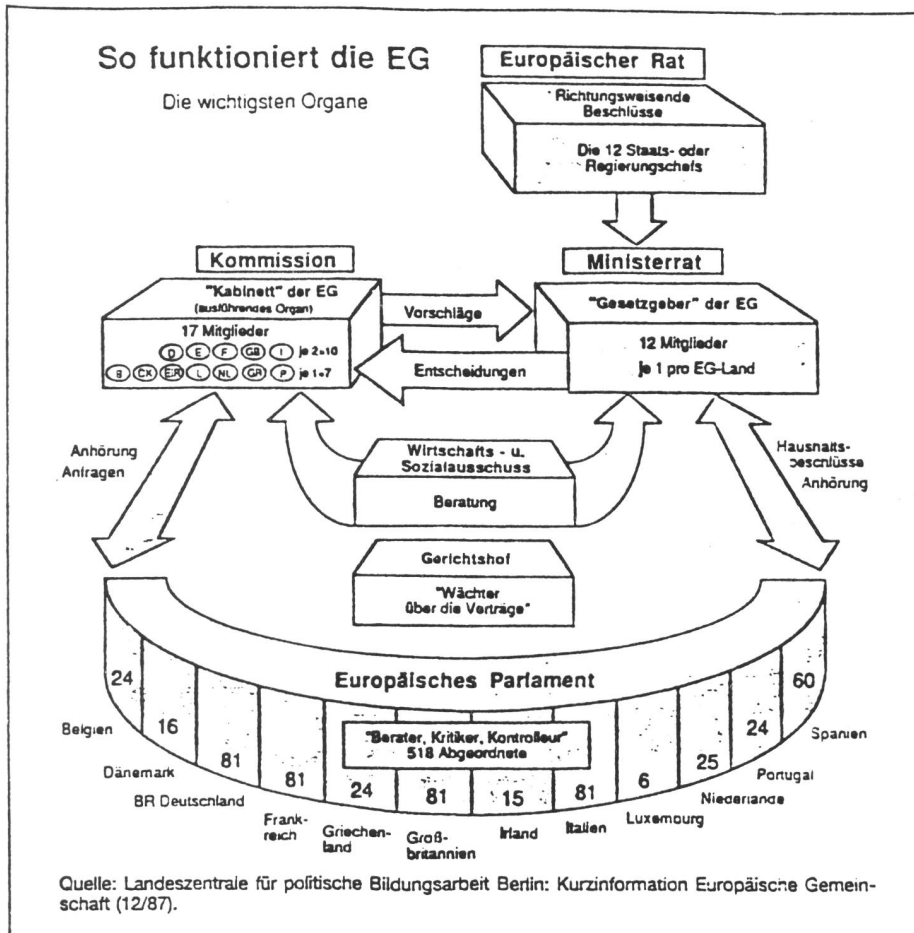 So funktioniert die EG
Die wichtigsten Organe
Europäischer Rat
Richtungsweisende
Beschlüsse
Die 12 Staats- oder
Regierungschefs
Kommission
"Kabinett" der EG
(ausführendes Organ)
17 Mitglieder
D E F GB I je 2=10
B CX EIR L NL GR P je 1=7
Vorschläge
Entscheidungen
Ministerrat
"Gesetzgeber" der EG
12 Mitglieder
je 1 pro EG-Land
Anhörung
Anfragen
Wirtschafts- u.
Sozialausschuss
Beratung
Haushalts-
beschlüsse
Anhörung
Gerichtshof
"Wächter
über die Verträge"
Europäisches Parlament
"Berater, Kritiker, Kontrolleur"
518 Abgeordnete
24
Belgien
16
Dänemark
81
BR Deutschland
81
Frank-
reich
24
Griechen-
land
81
Groß-
britannien
15
Irland
81
Italien
6
Luxemburg
25
Niederlande
24
Portugal
60
Spanien
Quelle: Landeszentrale für politische Bildungsarbeit Berlin: Kurzinformation Europäische Gemein-
schaft (12/87).